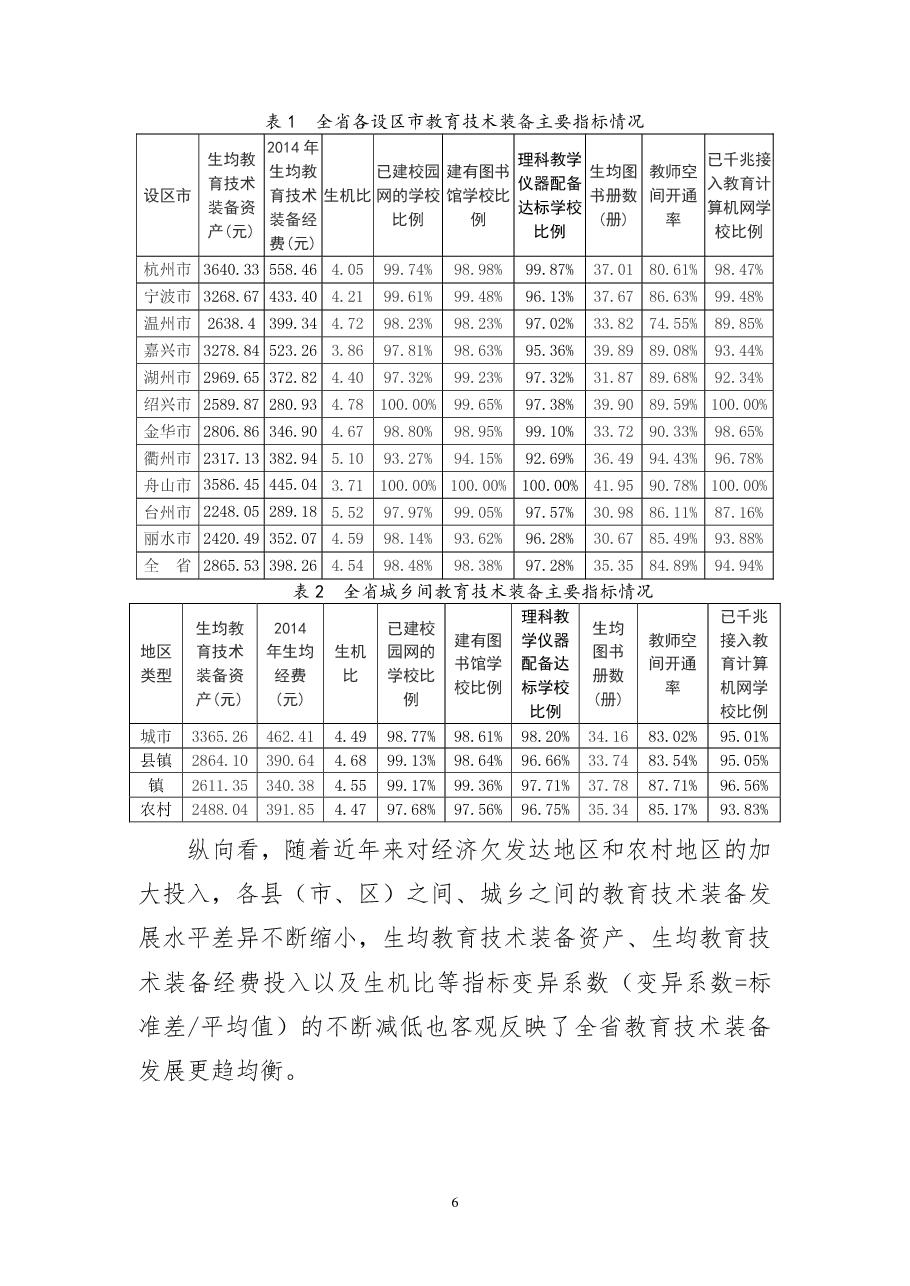 表 1　全省各设区市教育技术装备主要指标情况
设区市 生均教育技术装备资产(元) 2014 年生均教育技术装备经费(元) 生机比 已建校园网的学校比例 建有图书馆学校比例 理科教学仪器配备达标学校比例 生均图书册数(册) 教师空间开通率 已千兆接入教育计算机网学校比例
杭州市 3640.33 558.46 4.05 99.74% 98.98% 99.87% 37.01 80.61% 98.47%
宁波市 3268.67 433.40 4.21 99.61% 99.48% 96.13% 37.67 86.63% 99.48%
温州市 2638.4 399.34 4.72 98.23% 98.23% 97.02% 33.82 74.55% 89.85%
嘉兴市 3278.84 523.26 3.86 97.81% 98.63% 95.36% 39.89 89.08% 93.44%
湖州市 2969.65 372.82 4.40 97.32% 99.23% 97.32% 31.87 89.68% 92.34%
绍兴市 2589.87 280.93 4.78 100.00% 99.65% 97.38% 39.90 89.59% 100.00%
金华市 2806.86 346.90 4.67 98.80% 98.95% 99.10% 33.72 90.33% 98.65%
衢州市 2317.13 382.94 5.10 93.27% 94.15% 92.69% 36.49 94.43% 96.78%
舟山市 3586.45 445.04 3.71 100.00% 100.00% 100.00% 41.95 90.78% 100.00%
台州市 2248.05 289.18 5.52 97.97% 99.05% 97.57% 30.98 86.11% 87.16%
丽水市 2420.49 352.07 4.59 98.14% 93.62% 96.28% 30.67 85.49% 93.88%
全　省 2865.53 398.26 4.54 98.48% 98.38% 97.28% 35.35 84.89% 94.94%
表 2　全省城乡间教育技术装备主要指标情况
地区类型 生均教育技术装备资产(元) 2014 年生均经费(元) 生机比 已建校园网的学校比例 建有图书馆学校比例 理科教学仪器配备达标学校比例 生均图书册数(册) 教师空间开通率 已千兆接入教育计算机网学校比例
城市 3365.26 462.41 4.49 98.77% 98.61% 98.20% 34.16 83.02% 95.01%
县镇 2864.10 390.64 4.68 99.13% 98.64% 96.66% 33.74 83.54% 95.05%
镇 2611.35 340.38 4.55 99.17% 99.36% 97.71% 37.78 87.71% 96.56%
农村 2488.04 391.85 4.47 97.68% 97.56% 96.75% 35.34 85.17% 93.83%
纵向看，随着近年来对经济欠发达地区和农村地区的加
大投入，各县（市、区）之间、城乡之间的教育技术装备发
展水平差异不断缩小，生均教育技术装备资产、生均教育技
术装备经费投入以及生机比等指标变异系数（变异系数=标
准差/平均值）的不断减低也客观反映了全省教育技术装备
发展更趋均衡。
6